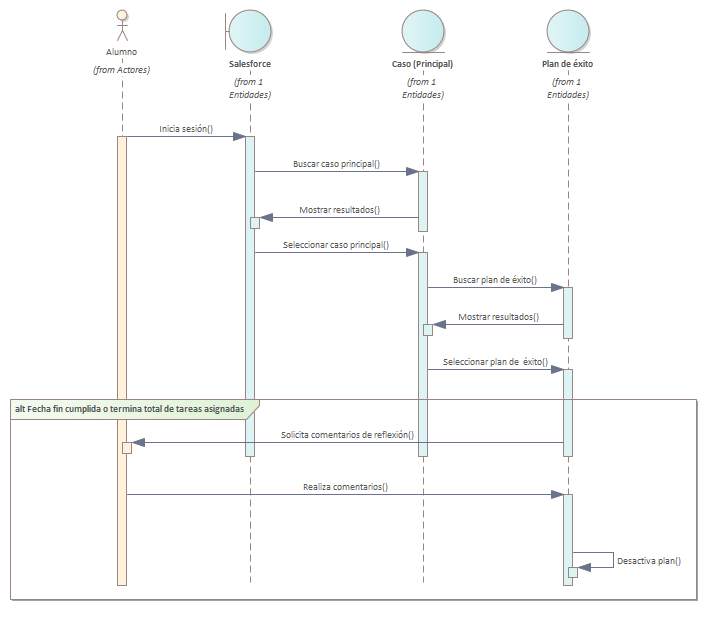 Alumno
(from Actores)
Salesforce
(from 1
Entidades)
Caso (Principal)
(from 1
Entidades)
Plan de éxito
(from 1
Entidades)
Inicia sesión()
Buscar caso principal()
Mostrar resultados()
Seleccionar caso principal()
Buscar plan de éxito()
Mostrar resultados()
Seleccionar plan de éxito()
alt Fecha fin cumplida o termina total de tareas asignadas
Solicita comentarios de reflexión()
Realiza comentarios()
Desactiva plan()